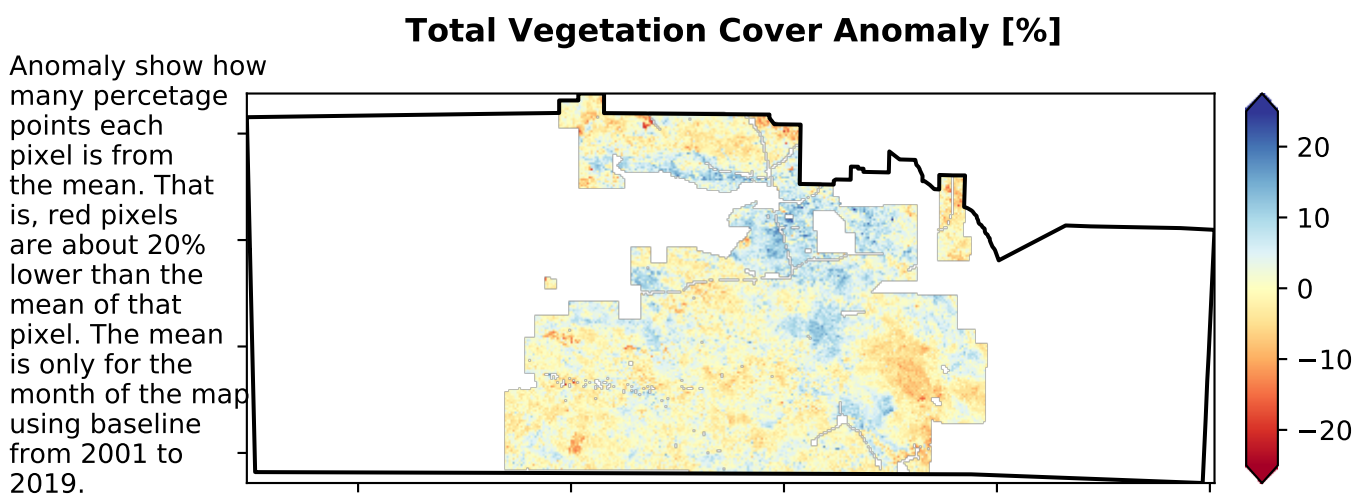 Total Vegetation Cover Anomaly [%]
Anomaly show how
many percetage
points each
pixel is from
the mean. That
is, red pixels
are about 20%
lower than the
mean of that
pixel. The mean
is only for the
month of the map
using baseline
from 2001 to
2019.
20
10
0
−10
−20